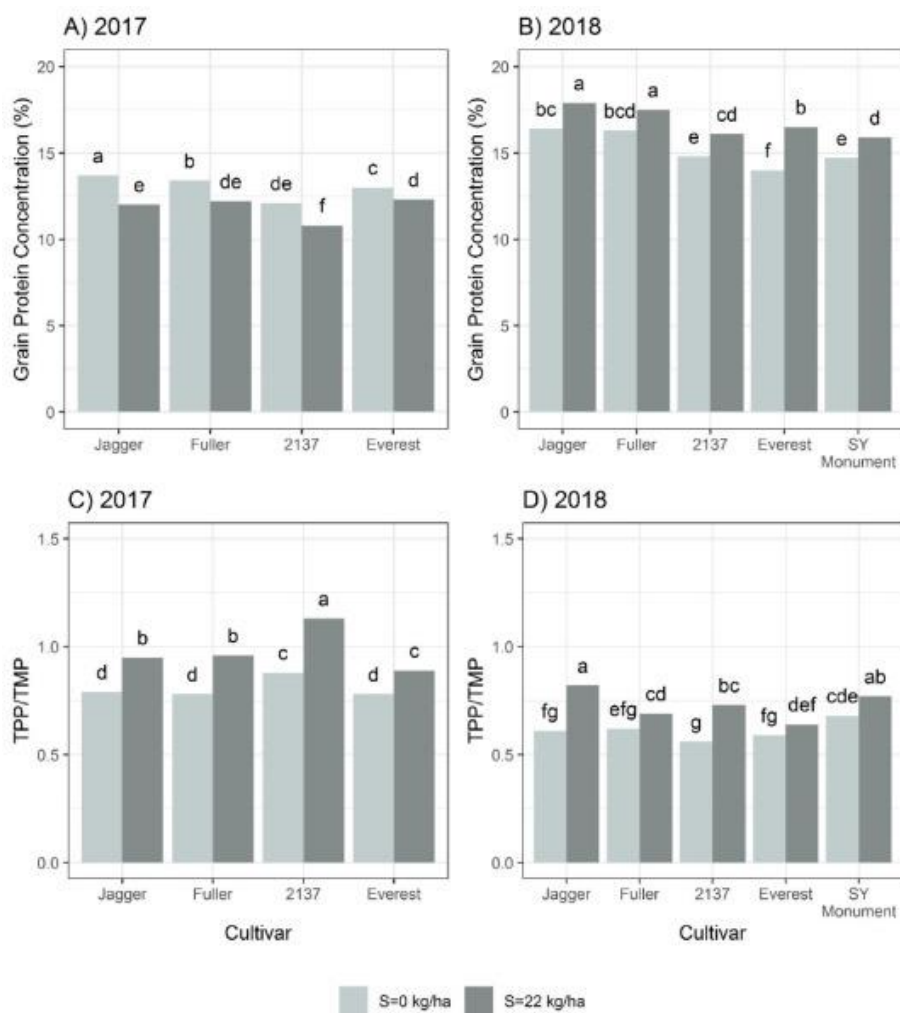 A) 2017
Grain Protein Concentration (%)
20
15
10
5
0
a
e
b
de
de
f
c
d
Jagger
Fuller
2137
Everest
B) 2018
Grain Protein Concentration (%)
20
15
10
5
0
bc
a
bcd
a
e
cd
f
b
e
d
Jagger
Fuller
2137
Everest
SY
Monument
C) 2017
TPP/TMP
1.5
1.0
0.5
0.0
d
b
d
b
c
a
d
c
Jagger
Fuller
2137
Everest
Cultivar
D) 2018
TPP/TMP
1.5
1.0
0.5
0.0
fg
a
efg
cd
g
bc
fg
def
cde
ab
Jagger
Fuller
2137
Everest
SY
Monument
Cultivar
S=0 kg/ha
S=22 kg/ha